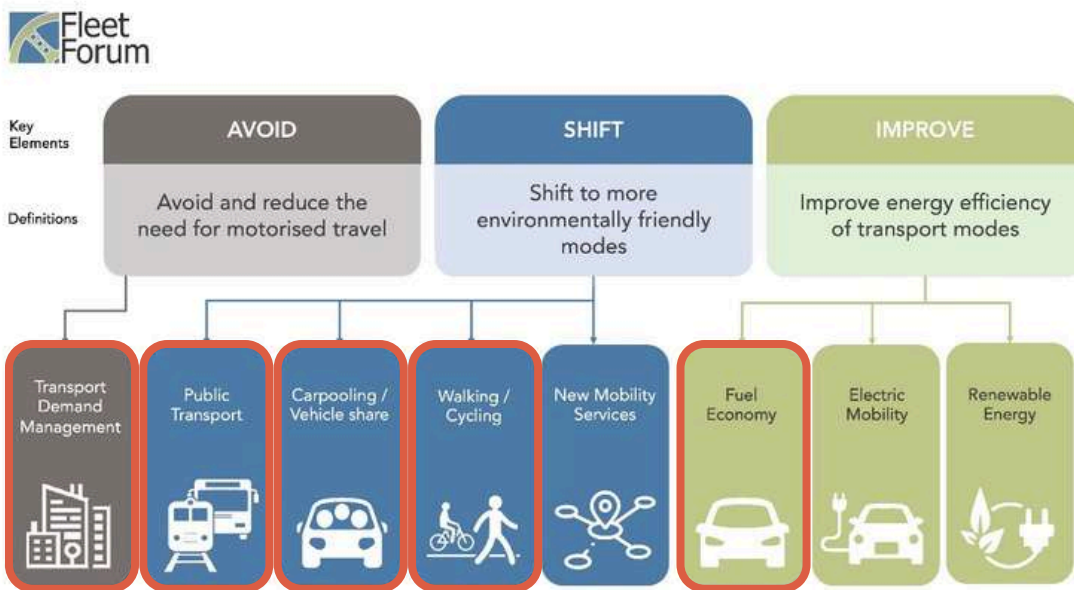 Fleet
Forum
Key
Elements
AVOID
SHIFT
IMPROVE
Definitions
Avoid and reduce the
need for motorised travel
Shift to more
environmentally friendly
modes
Improve energy efficiency
of transport modes
Transport
Demand
Management
Public
Transport
Carpooling /
Vehicle share
Walking /
Cycling
New Mobility
Services
Fuel
Economy
Electric
Mobility
Renewable
Energy